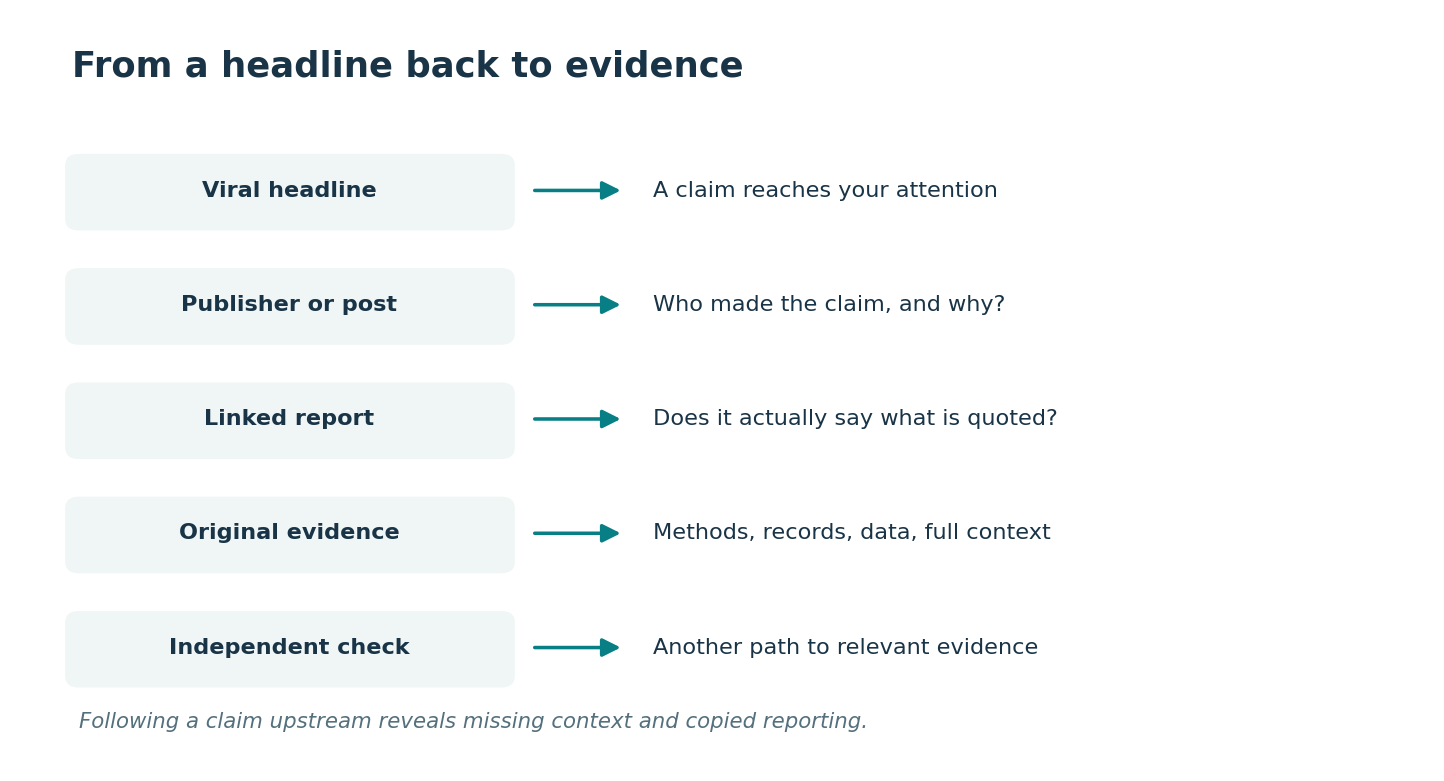 From a headline back to evidence
Viral headline
A claim reaches your attention
Publisher or post
Who made the claim, and why?
Linked report
Does it actually say what is quoted?
Original evidence
Methods, records, data, full context
Independent check
Another path to relevant evidence
Following a claim upstream reveals missing context and copied reporting.